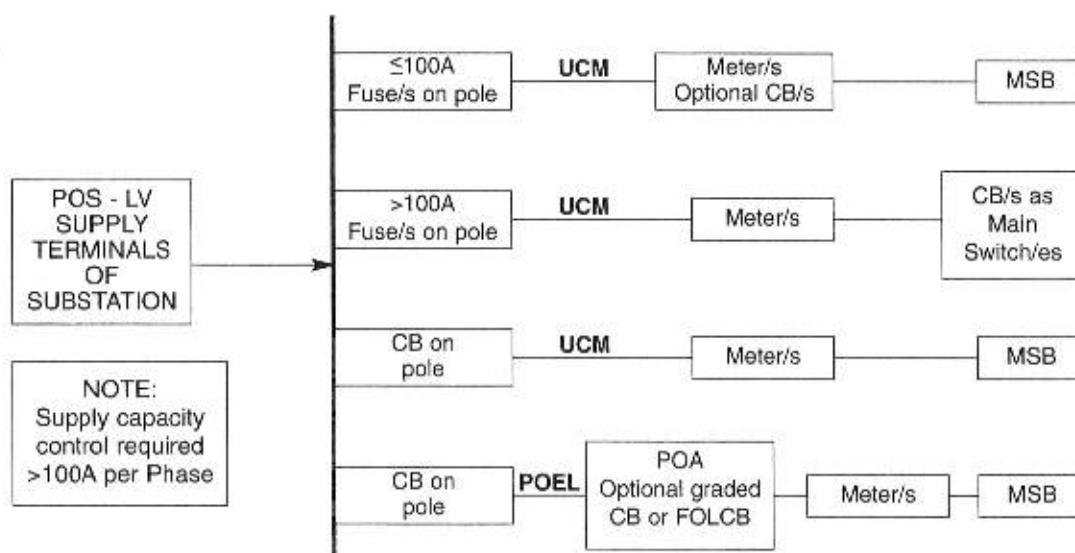 POS - LV
SUPPLY
TERMINALS
OF
SUBSTATION
NOTE:
Supply capacity
control required
>100A per Phase
≤100A
Fuse/s on pole
UCM
Meter/s
Optional CB/s
MSB
>100A
Fuse/s on pole
UCM
Meter/s
CB/s as
Main
Switch/es
CB on
pole
UCM
Meter/s
MSB
CB on
pole
POEL
POA
Optional graded
CB or FOLCB
Meter/s
MSB